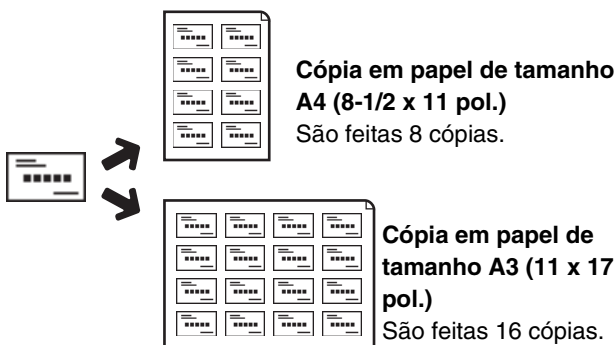 Cópia em papel de tamanho
A4 (8-1/2 x 11 pol.)
São feitas 8 cópias.
Cópia em papel de
tamanho A3 (11 x 17
pol.)
São feitas 16 cópias.